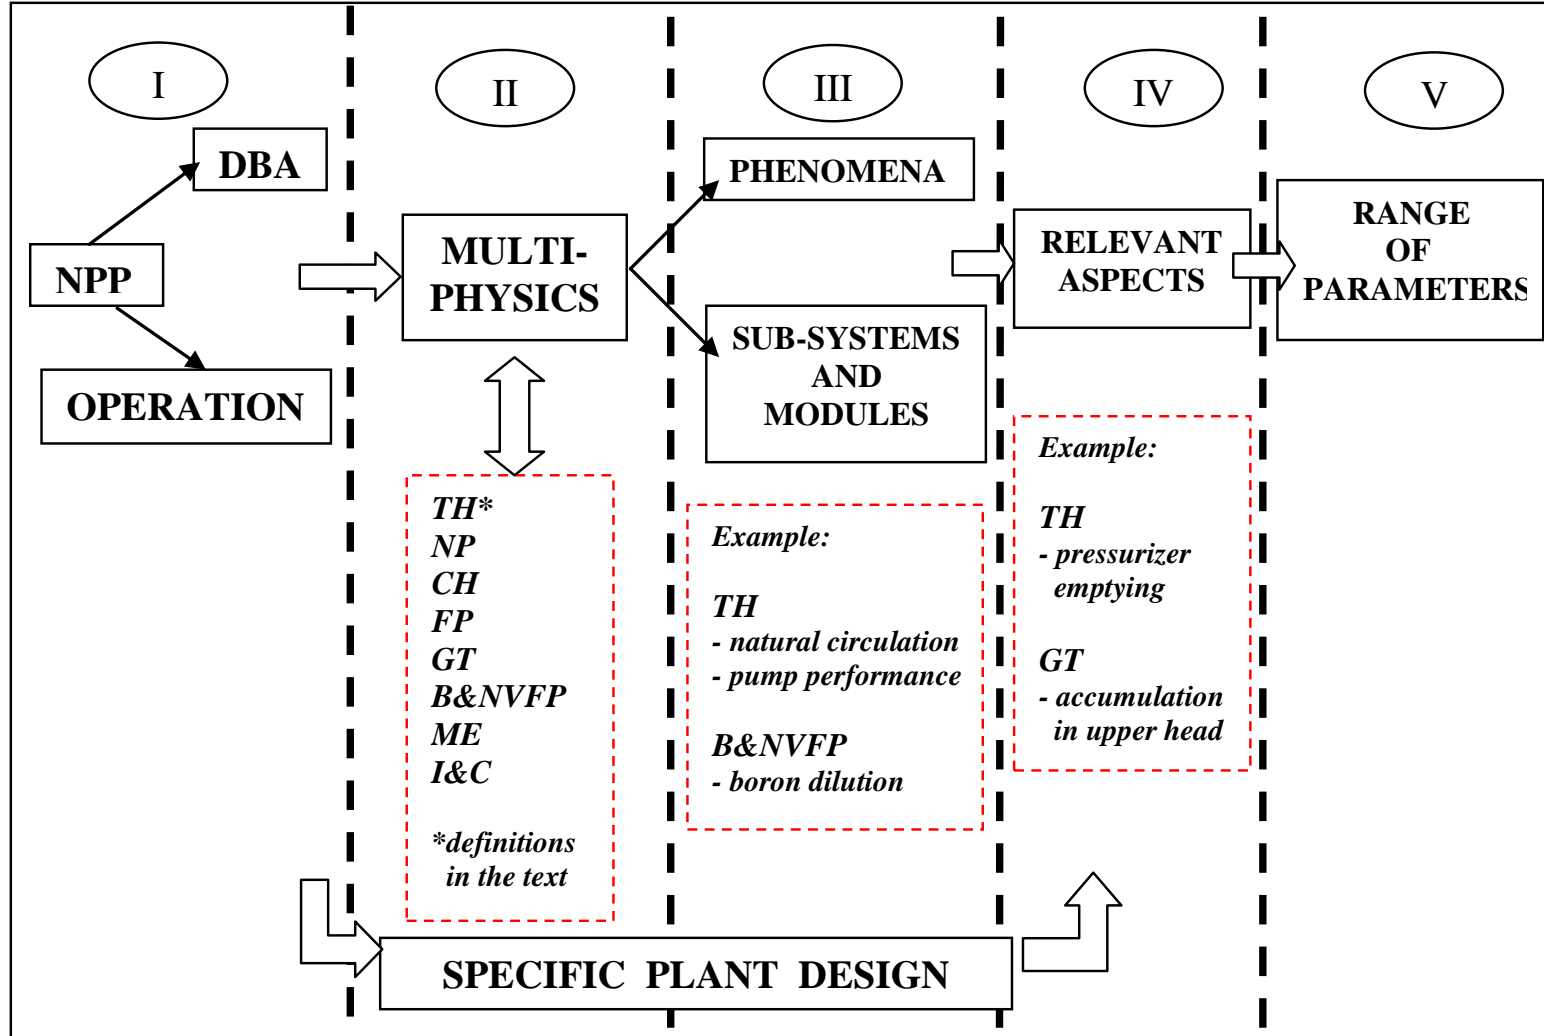 I
DBA
NPP
OPERATION
II
MULTI-
PHYSICS
TH*
NP
CH
FP
GT
B&NVFP
ME
I&C
*definitions
in the text
III
PHENOMENA
SUB-SYSTEMS
AND
MODULES
Example:
TH
- natural circulation
- pump performance
B&NVFP
- boron dilution
IV
RELEVANT
ASPECTS
Example:
TH
- pressurizer
emptying
GT
- accumulation
in upper head
V
RANGE
OF
PARAMETERS
SPECIFIC PLANT DESIGN